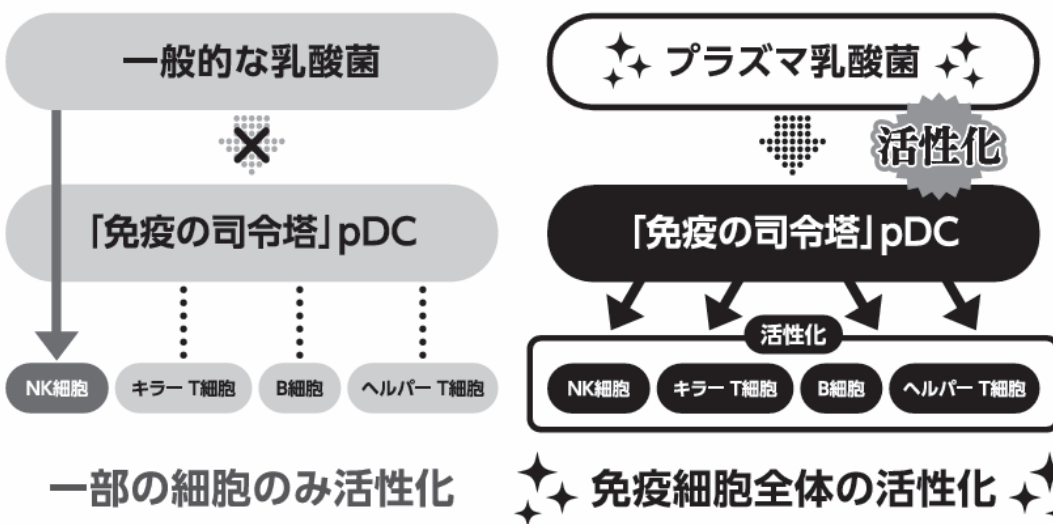 一般的な乳酸菌
「免疫の司令塔」pDC
NK細胞
キラー T細胞
B細胞
ヘルパー T細胞
一部の細胞のみ活性化
プラズマ乳酸菌
活性化
「免疫の司令塔」pDC
活性化
NK細胞
キラー T細胞
B細胞
ヘルパー T細胞
免疫細胞全体の活性化